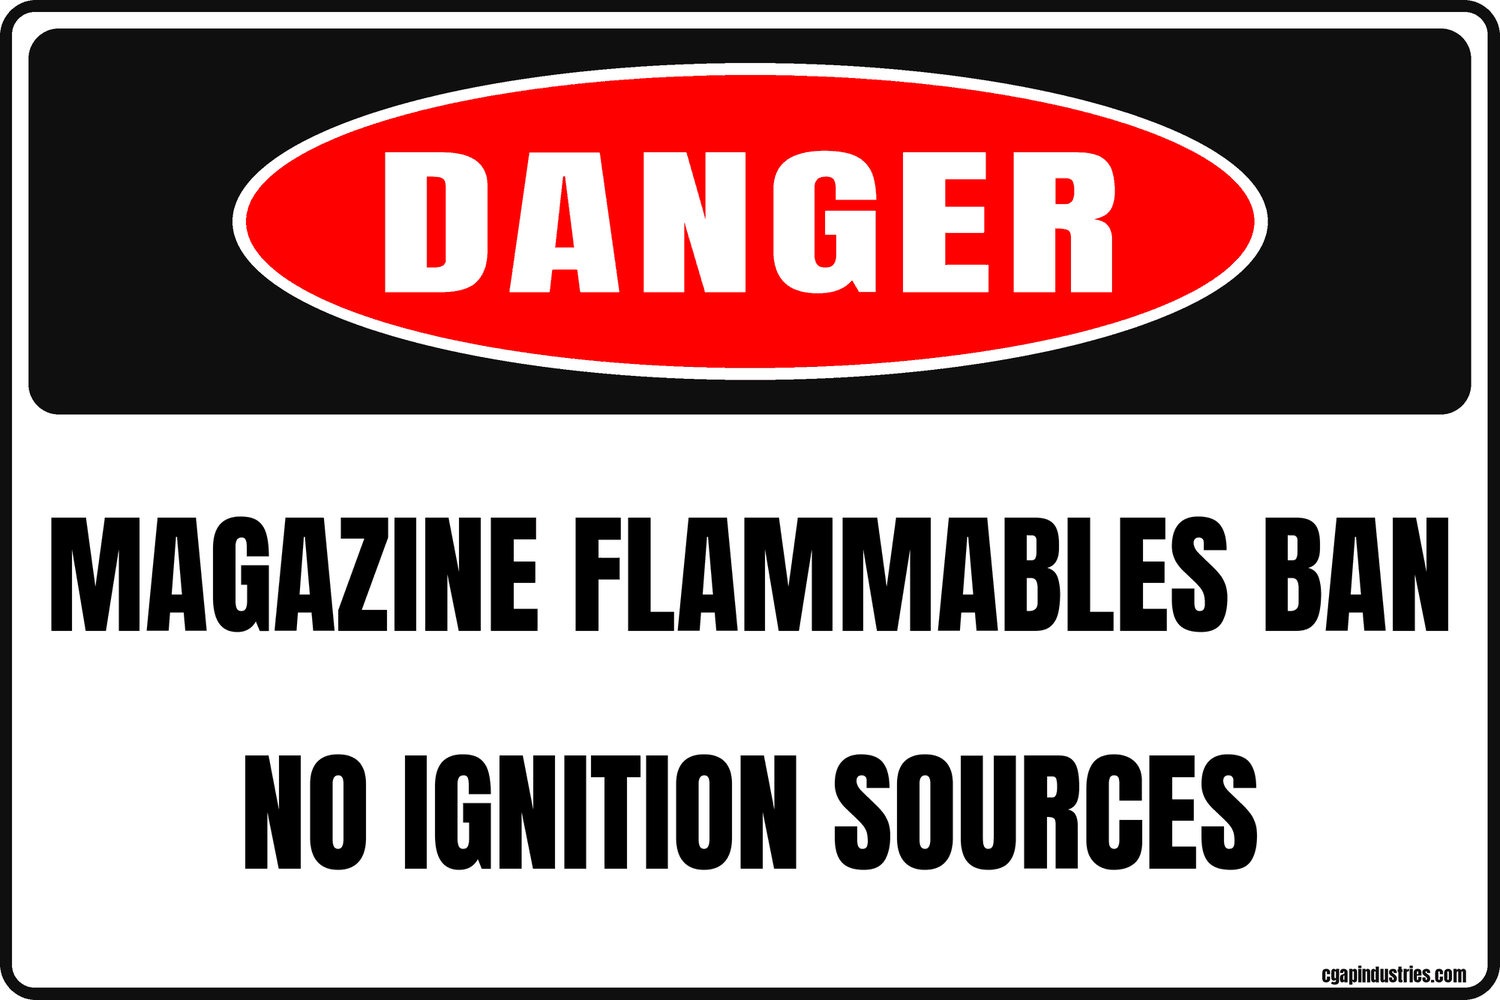 DANGER
MAGAZINE FLAMMABLES BAN
NO IGNITION SOURCES
cgapindustries.com